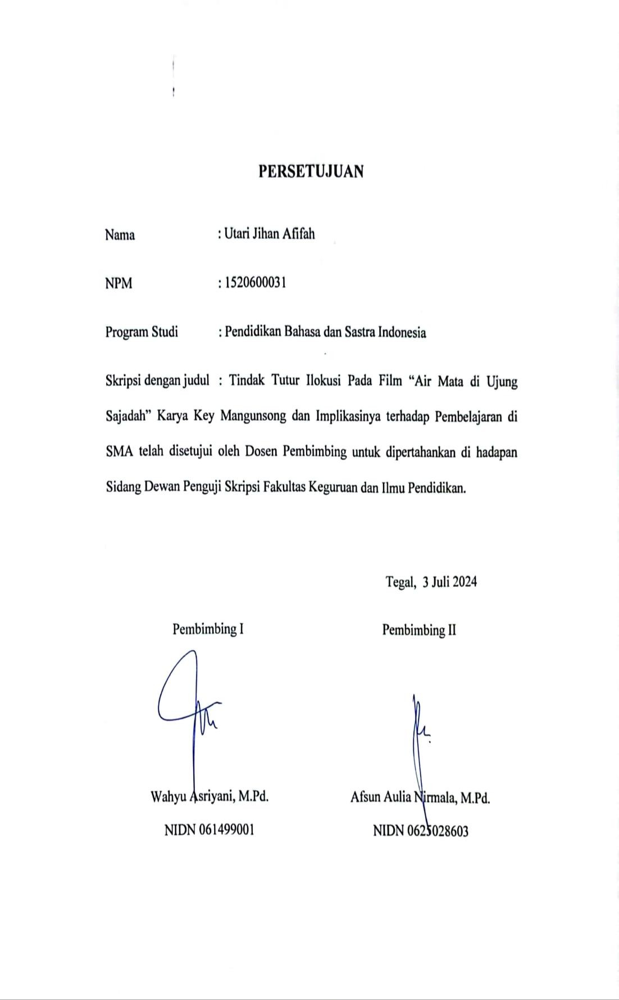 PERSETUJUAN
Nama : Utari Jihan Afifah
NPM : 1520600031
Program Studi : Pendidikan Bahasa dan Sastra Indonesia
Skripsi dengan judul : Tindak Tutur Ilokusi Pada Film “Air Mata di Ujung
Sajadah” Karya Key Mangunsong dan Implikasinya terhadap Pembelajaran di
SMA telah disetujui oleh Dosen Pembimbing untuk dipertahankan di hadapan
Sidang Dewan Penguji Skripsi Fakultas Keguruan dan Ilmu Pendidikan.
Tegal, 3 Juli 2024
Pembimbing I Pembimbing II
Wahyu Asriyani, M.Pd. Afsun Aulia Nirmala, M.Pd.
NIDN 061499001 NIDN 0625028603